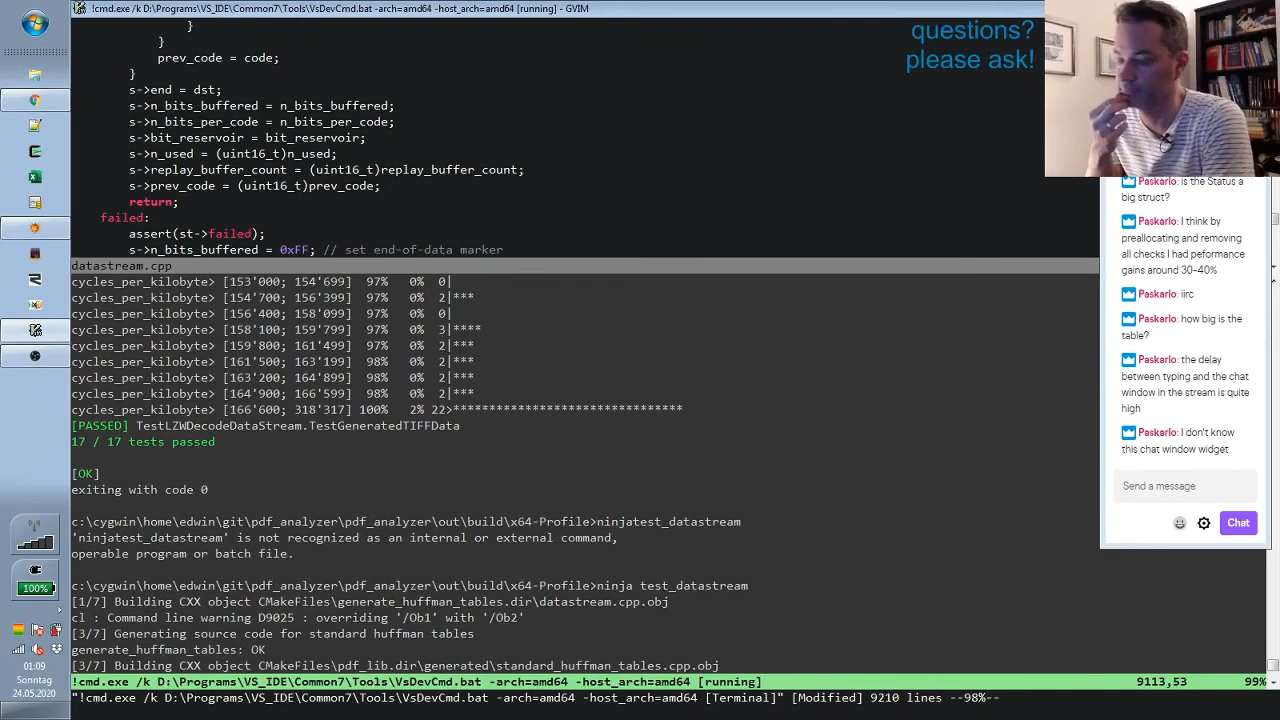 !cmd.exe /k D:\Programs\VS_IDE\Common7\Tools\VsDevCmd.bat -arch=amd64 -host_arch=amd64 [running] - GVIM
questions?
please ask!
}
}
prev_code = code;
}
s->end = dst;
s->n_bits_buffered = n_bits_buffered;
s->n_bits_per_code = n_bits_per_code;
s->bit_reservoir = bit_reservoir;
s->n_used = (uint16_t)n_used;
s->replay_buffer_count = (uint16_t)replay_buffer_count;
s->prev_code = (uint16_t)prev_code;
return;
failed:
assert(st->failed);
s->n_bits_buffered = 0xFF; // set end-of-data marker
datastream.cpp
cycles_per_kilobyte> [153'000; 154'699]  97%   0%  0|
cycles_per_kilobyte> [154'700; 156'399]  97%   0%  2|***
cycles_per_kilobyte> [156'400; 158'099]  97%   0%  0|
cycles_per_kilobyte> [158'100; 159'799]  97%   0%  3|****
cycles_per_kilobyte> [159'800; 161'499]  97%   0%  2|***
cycles_per_kilobyte> [161'500; 163'199]  98%   0%  2|***
cycles_per_kilobyte> [163'200; 164'899]  98%   0%  2|***
cycles_per_kilobyte> [164'900; 166'599]  98%   0%  2|***
cycles_per_kilobyte> [166'600; 318'317] 100%   2% 22>********************************
[PASSED] TestLZWDecodeDataStream.TestGeneratedTIFFData
17 / 17 tests passed
[OK]
exiting with code 0
c:\cygwin\home\edwin\git\pdf_analyzer\pdf_analyzer\out\build\x64-Profile>ninjatest_datastream
'ninjatest_datastream' is not recognized as an internal or external command,
operable program or batch file.
c:\cygwin\home\edwin\git\pdf_analyzer\pdf_analyzer\out\build\x64-Profile>ninja test_datastream
[1/7] Building CXX object CMakeFiles\generate_huffman_tables.dir\datastream.cpp.obj
cl : Command line warning D9025 : overriding '/Ob1' with '/Ob2'
[3/7] Generating source code for standard huffman tables
generate_huffman_tables: OK
[3/7] Building CXX object CMakeFiles\pdf_lib.dir\generated\standard_huffman_tables.cpp.obj
!cmd.exe /k D:\Programs\VS_IDE\Common7\Tools\VsDevCmd.bat -arch=amd64 -host_arch=amd64 [running] 9113,53 99%
"!cmd.exe /k D:\Programs\VS_IDE\Common7\Tools\VsDevCmd.bat -arch=amd64 -host_arch=amd64 [Terminal]" [Modified] 9210 lines --98%--
Paskarlo: is the Status a
big struct?
Paskarlo: I think by
preallocating and removing
all checks I had peformance
gains around 30-40%
Paskarlo: iirc
Paskarlo: how big is the
table?
Paskarlo: the delay
between typing and the chat
window in the stream is quite
high
Paskarlo: I don't know
this chat window widget
Send a message
Chat
100%
01:09
Sonntag
24.05.2020